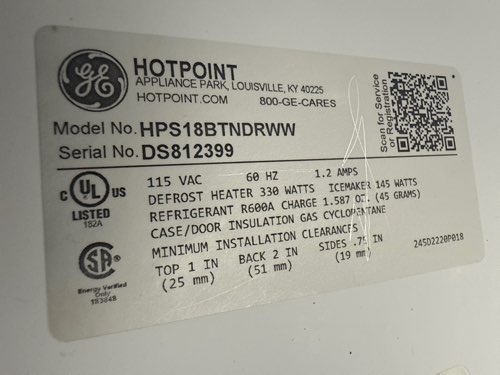 GE
HOTPOINT
APPLIANCE PARK, LOUISVILLE, KY 40225
HOTPOINT.COM 800-GE-CARES
Scan for Service
or Registration
Model No. HPS18BTNDRWW
Serial No. DS812399
115 VAC 60 HZ 1.2 AMPS
DEFROST HEATER 330 WATTS ICEMAKER 145 WATTS
REFRIGERANT R600A CHARGE 1.587 OZ. (45 GRAMS)
CASE/DOOR INSULATION GAS CYCLOPENTANE
MINIMUM INSTALLATION CLEARANCES
TOP 1 IN BACK 2 IN SIDES .75 IN
(25 mm) (51 mm) (19 mm)
245D2220P018
C UL US
LISTED
182A
SA
Energy Verified
Only